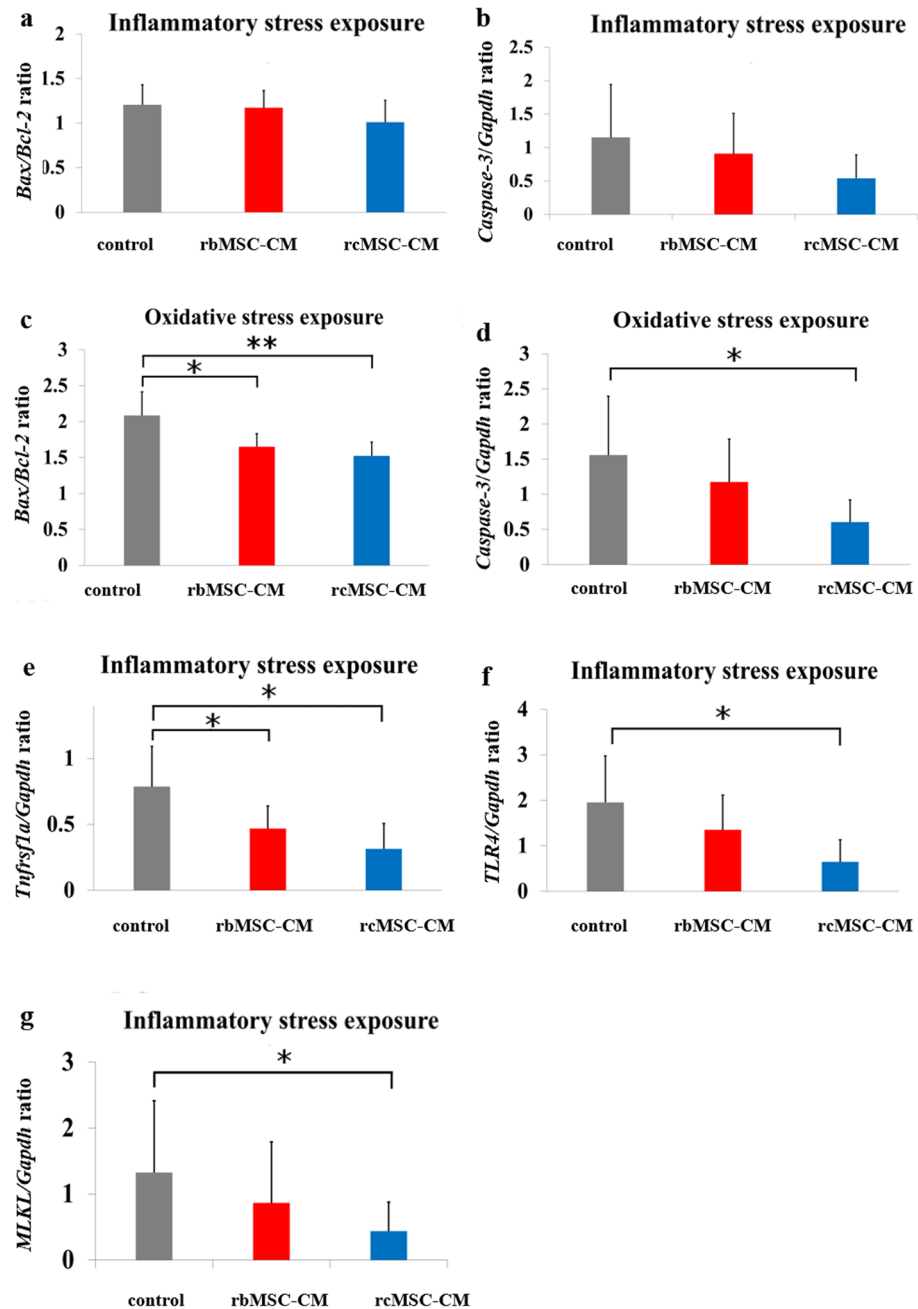 a
Inflammatory stress exposure
Bax/Bcl-2 ratio
2
1.5
1
0.5
0
control rbMSC-CM rcMSC-CM
b
Inflammatory stress exposure
Caspase-3/Gapdh ratio
2.5
2
1.5
1
0.5
0
control rbMSC-CM rcMSC-CM
c
Oxidative stress exposure
Bax/Bcl-2 ratio
3
2.5
2
1.5
1
0.5
0
**
*
control rbMSC-CM rcMSC-CM
d
Oxidative stress exposure
Caspase-3/Gapdh ratio
3
2.5
2
1.5
1
0.5
0
*
control rbMSC-CM rcMSC-CM
e
Inflammatory stress exposure
Tnfrsf1a/Gapdh ratio
1
0.5
0
*
*
control rbMSC-CM rcMSC-CM
f
Inflammatory stress exposure
TLR4/Gapdh ratio
4
3
2
1
0
*
control rbMSC-CM rcMSC-CM
g
Inflammatory stress exposure
MLKL/Gapdh ratio
3
2
1
0
*
control rbMSC-CM rcMSC-CM